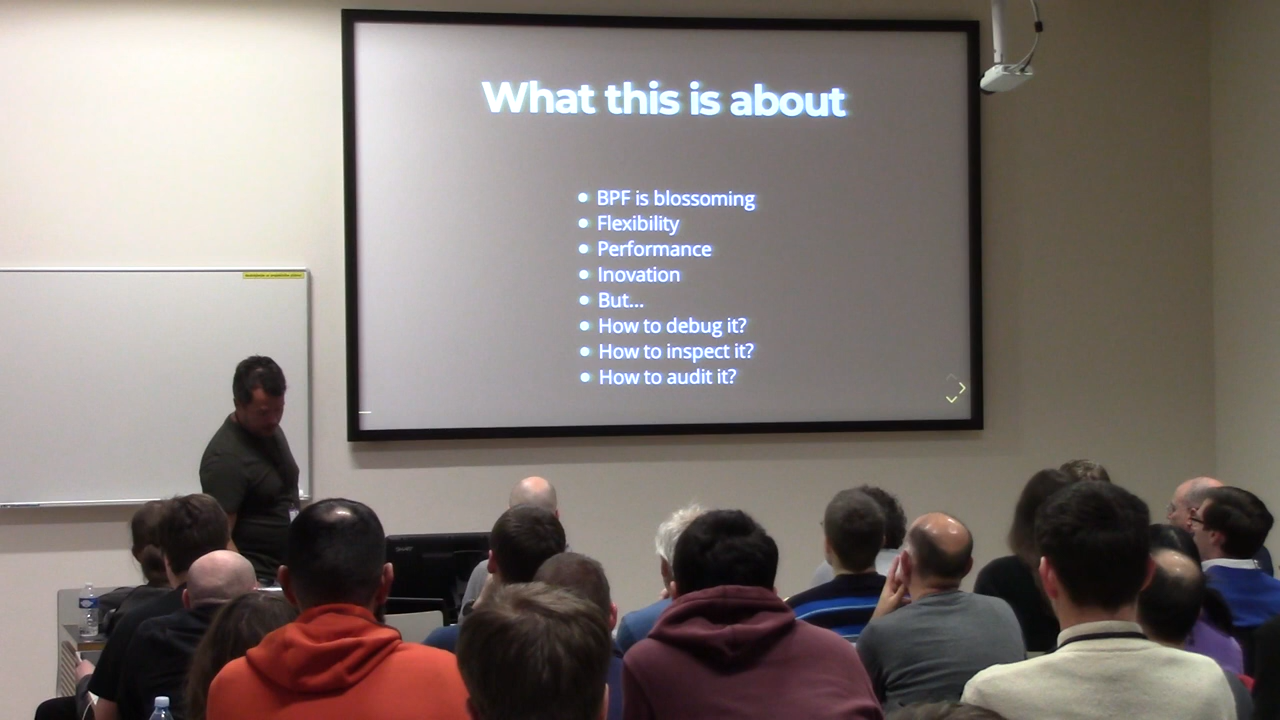 What this is about
BPF is blossoming
Flexibility
Performance
Inovation
But...
How to debug it?
How to inspect it?
How to audit it?